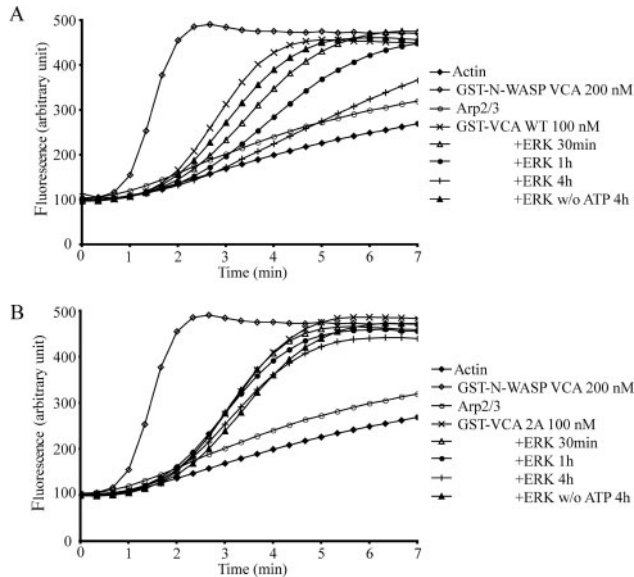 A
Fluorescence (arbitrary unit)
500
400
300
200
100
0
0 1 2 3 4 5 6 7
Time (min)
Actin
GST-N-WASP VCA 200 nM
Arp2/3
GST-VCA WT 100 nM
+ERK 30min
+ERK 1h
+ERK 4h
+ERK w/o ATP 4h
B
Fluorescence (arbitrary unit)
500
400
300
200
100
0
0 1 2 3 4 5 6 7
Time (min)
Actin
GST-N-WASP VCA 200 nM
Arp2/3
GST-VCA 2A 100 nM
+ERK 30min
+ERK 1h
+ERK 4h
+ERK w/o ATP 4h